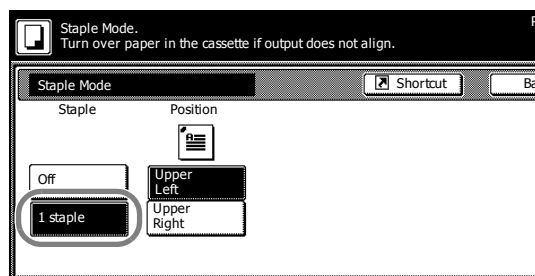 Staple Mode.
Turn over paper in the cassette if output does not align.
Staple Mode
Shortcut
Staple
Position
Off
1 staple
Upper
Left
Upper
Right